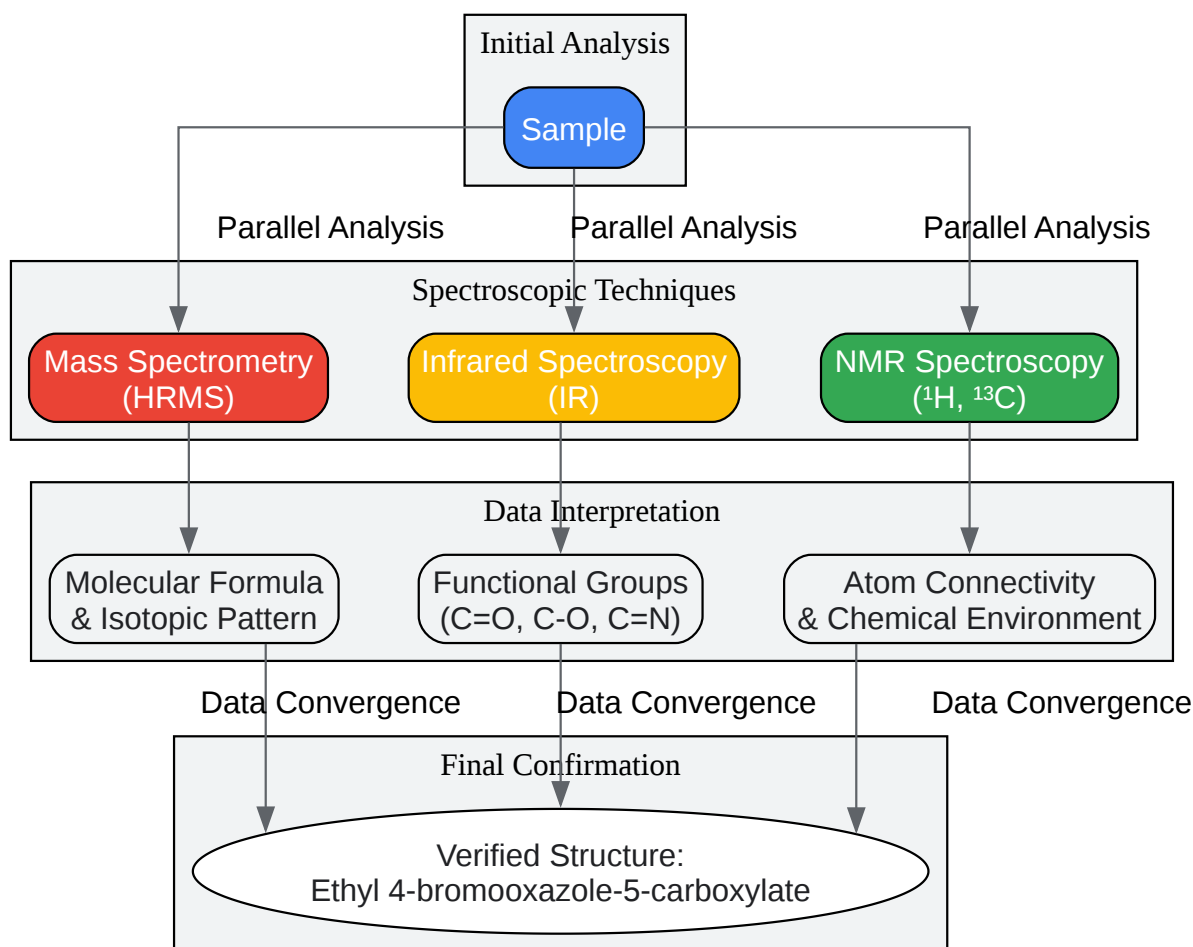 Initial Analysis
Sample
Parallel Analysis
Parallel Analysis
Parallel Analysis
Spectroscopic Techniques
Mass Spectrometry
(HRMS)
Infrared Spectroscopy
(IR)
NMR Spectroscopy
(¹H, ¹³C)
Data Interpretation
Molecular Formula
& Isotopic Pattern
Functional Groups
(C=O, C-O, C=N)
Atom Connectivity
& Chemical Environment
Data Convergence
Data Convergence
Data Convergence
Final Confirmation
Verified Structure:
Ethyl 4-bromooxazole-5-carboxylate